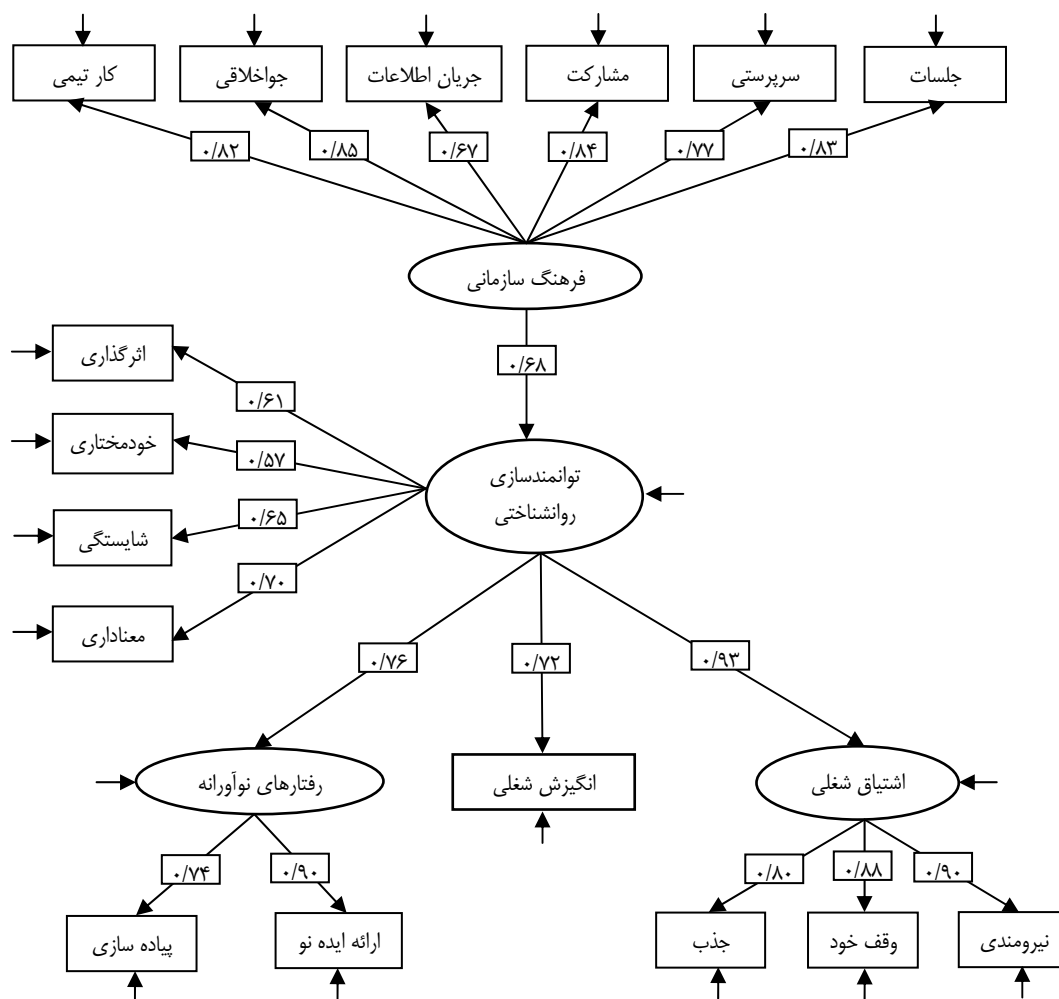 جلسات
سرپرستی
مشارکت
جریان اطلاعات
جواخلاقی
کار تیمی
۰/۸۳
۰/۷۷
۰/۸۴
۰/۶۷
۰/۸۵
۰/۸۲
فرهنگ سازمانی
۰/۶۸
اثرگذاری
۰/۶۱
خودمختاری
۰/۵۷
توانمندسازی
روانشناختی
شایستگی
۰/۶۵
معناداری
۰/۷۰
۰/۹۳
۰/۷۲
۰/۷۶
اشتیاق شغلی
انگیزش شغلی
رفتارهای نوآورانه
۰/۹۰
۰/۸۸
۰/۸۰
۰/۹۰
۰/۷۴
نیرومندی
وقف خود
جذب
ارائه ایده نو
پیاده سازی